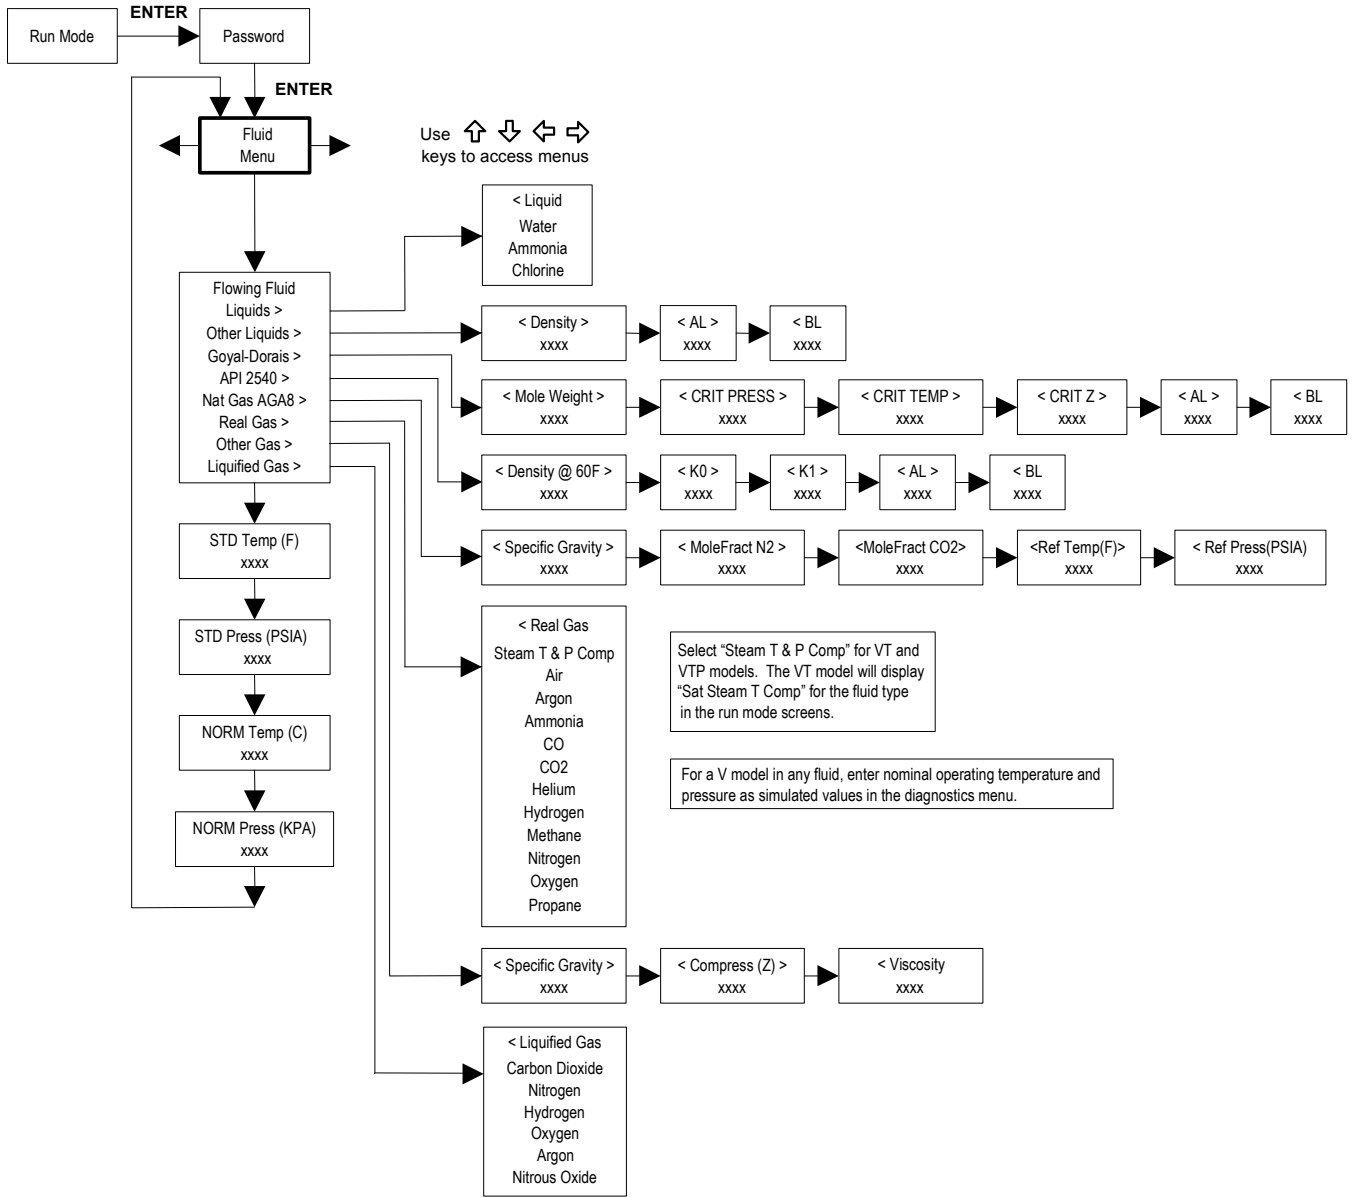 ENTER
Run Mode
Password
ENTER
Fluid
Menu
Use
keys to access menus
< Liquid
Water
Ammonia
Chlorine
Flowing Fluid
Liquids >
Other Liquids >
Goyal-Dorais >
API 2540 >
Nat Gas AGA8 >
Real Gas >
Other Gas >
Liquified Gas >
< Density >
xxxx
< AL >
xxxx
< BL
xxxx
< Mole Weight >
xxxx
< CRIT PRESS >
xxxx
< CRIT TEMP >
xxxx
< CRIT Z >
xxxx
< AL >
xxxx
< BL
xxxx
< Density @ 60F >
xxxx
< K0 >
xxxx
< K1 >
xxxx
< AL >
xxxx
< BL
xxxx
STD Temp (F)
xxxx
< Specific Gravity >
xxxx
< MoleFract N2 >
xxxx
<MoleFract CO2>
xxxx
<Ref Temp(F)>
xxxx
< Ref Press(PSIA)
xxxx
STD Press (PSIA)
xxxx
NORM Temp (C)
xxxx
NORM Press (KPA)
xxxx
< Real Gas
Steam T & P Comp
Air
Argon
Ammonia
CO
CO2
Helium
Hydrogen
Methane
Nitrogen
Oxygen
Propane
Select “Steam T & P Comp” for VT and
VTP models. The VT model will display
“Sat Steam T Comp” for the fluid type
in the run mode screens.
For a V model in any fluid, enter nominal operating temperature and
pressure as simulated values in the diagnostics menu.
< Specific Gravity >
xxxx
< Compress (Z) >
xxxx
< Viscosity
xxxx
< Liquified Gas
Carbon Dioxide
Nitrogen
Hydrogen
Oxygen
Argon
Nitrous Oxide